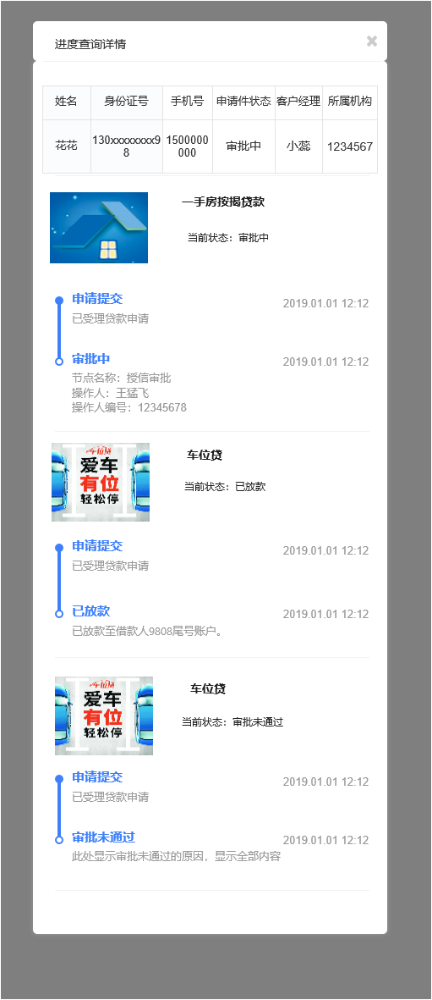 进度查询详情
姓名 身份证号 手机号 申请件状态 客户经理 所属机构
花花 130xxxxxxxx9 1500000 审批中 小蕊 1234567
8 000
一手房按揭贷款
当前状态：审批中
申请提交 2019.01.01 12:12
已受理贷款申请
审批中 2019.01.01 12:12
节点名称：授信审批
操作人：王猛飞
操作人编号：12345678
爱车
有位
轻松停
车位贷
当前状态：已放款
申请提交 2019.01.01 12:12
已受理贷款申请
已放款 2019.01.01 12:12
已放款至借款人9808尾号账户。
爱车
有位
轻松停
车位贷
当前状态：审批未通过
申请提交 2019.01.01 12:12
已受理贷款申请
审批未通过 2019.01.01 12:12
此处显示审批未通过的原因，显示全部内容